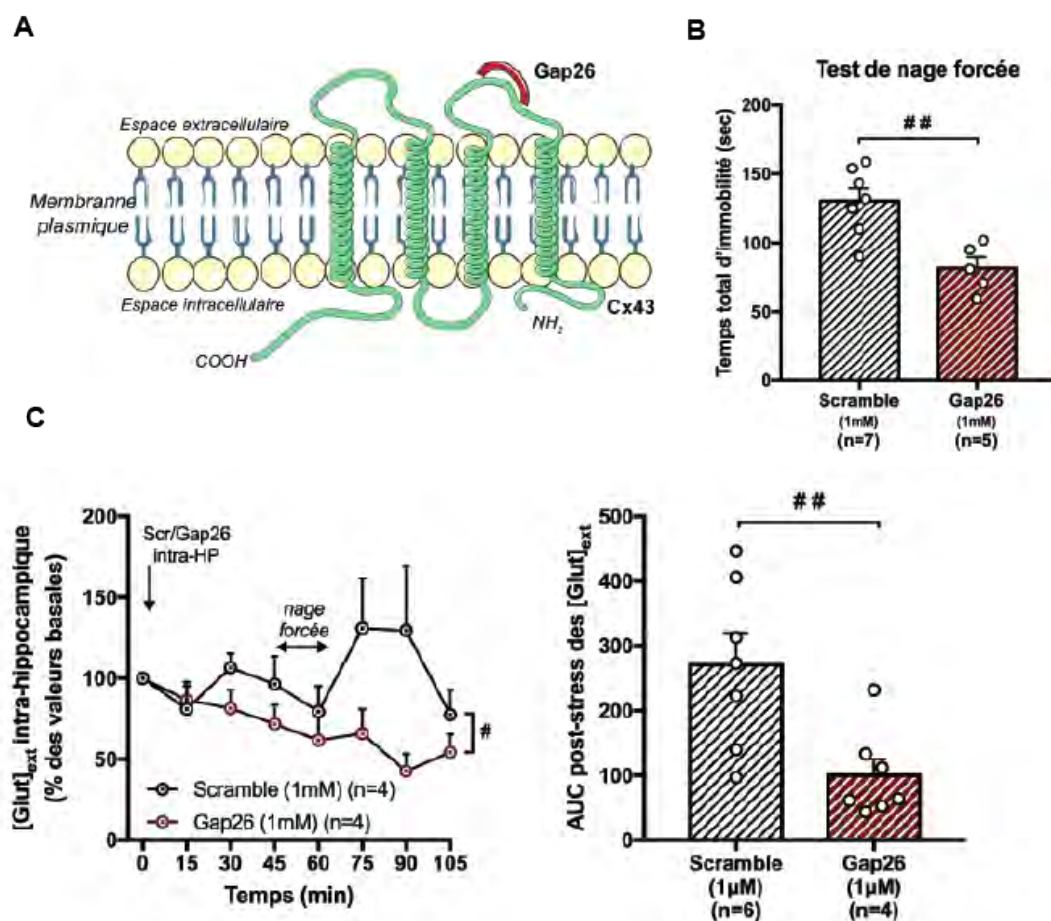 A
Gap26
Espace extracellulaire
Membranne
plasmique
Espace intracellulaire
Cx43
NH2
COOH
B
Test de nage forcée
Temps total d'immobilité (sec)
200
150
100
50
0
##
Scramble
(1mM)
(n=7)
Gap26
(1mM)
(n=5)
C
[Glut]ext intra-hippocampique
(% des valeurs basales)
200
150
100
50
0
Scr/Gap26
intra-HP
nage
forcée
#
Scramble (1mM) (n=4)
Gap26 (1mM) (n=4)
0 15 30 45 60 75 90 105
Temps (min)
AUC post-stress des [Glut]ext
500
400
300
200
100
0
##
Scramble
(1µM)
(n=6)
Gap26
(1µM)
(n=4)